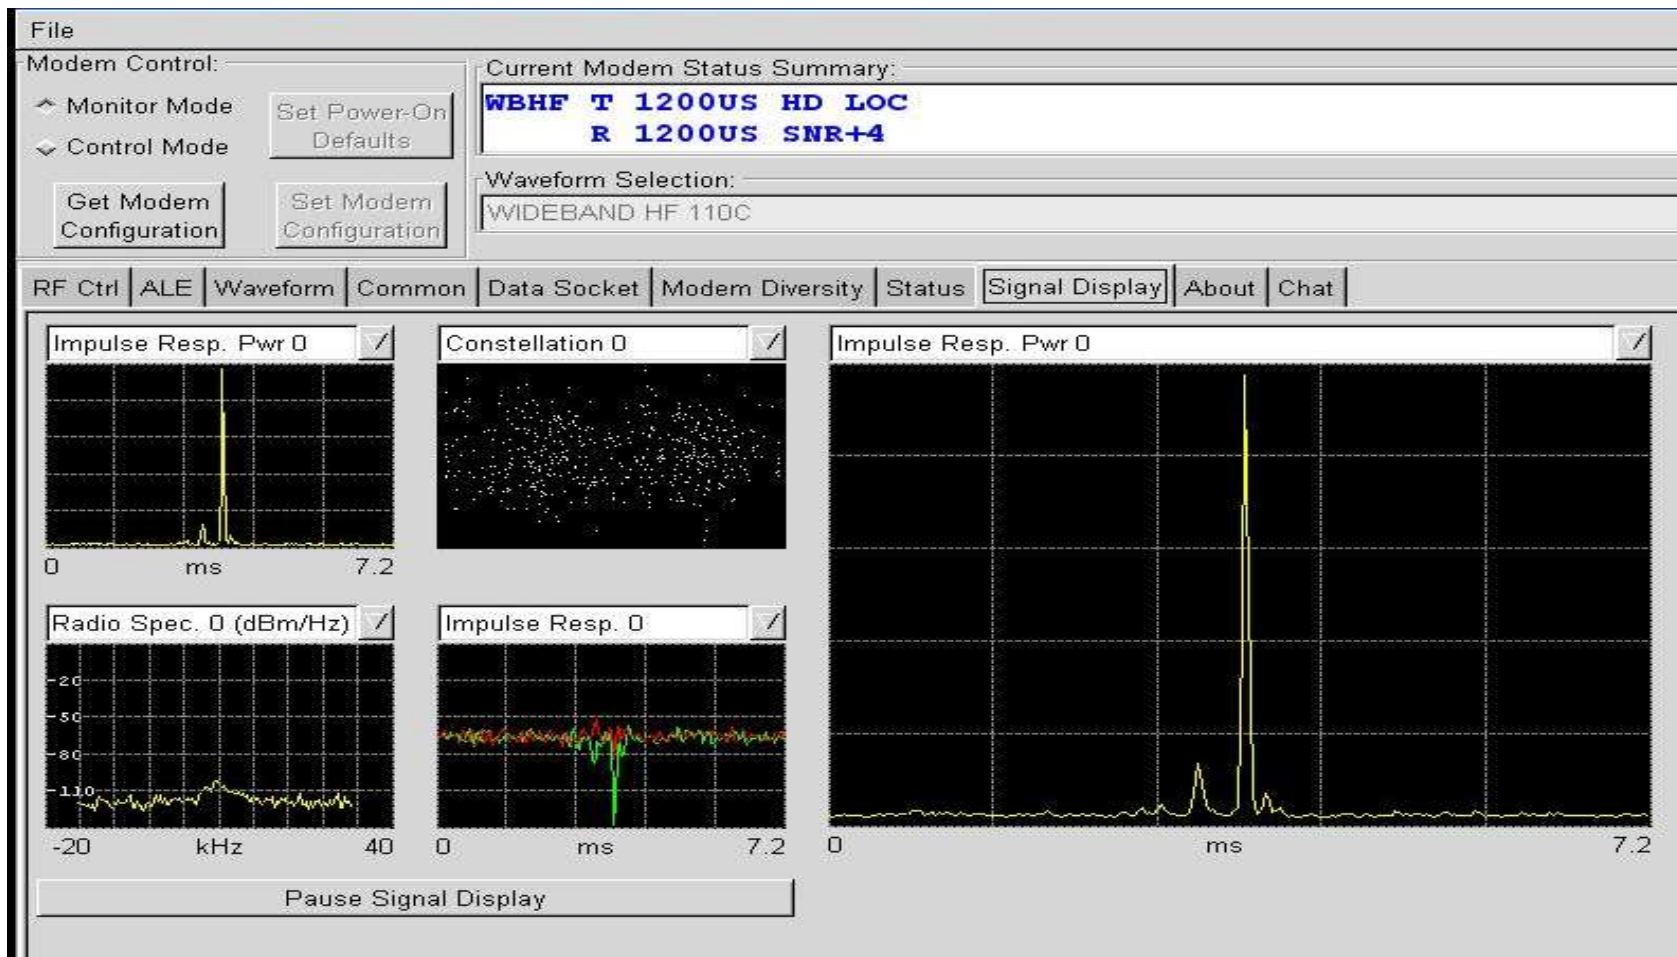 File
Modem Control:
Monitor Mode
Control Mode
Set Power-On
Defaults
Get Modem
Configuration
Set Modem
Configuration
Current Modem Status Summary:
WBHF T 1200US HD LOC
R 1200US SNR+4
Waveform Selection:
WIDEBAND HF 110C
RF Ctrl ALE Waveform Common Data Socket Modem Diversity Status Signal Display About Chat
Impulse Resp. Pwr 0
0 ms 7.2
Constellation 0
Radio Spec. 0 (dBm/Hz)
-20
-50
-80
-110
-20 kHz 40
Impulse Resp. 0
0 ms 7.2
Impulse Resp. Pwr 0
0 ms 7.2
Pause Signal Display